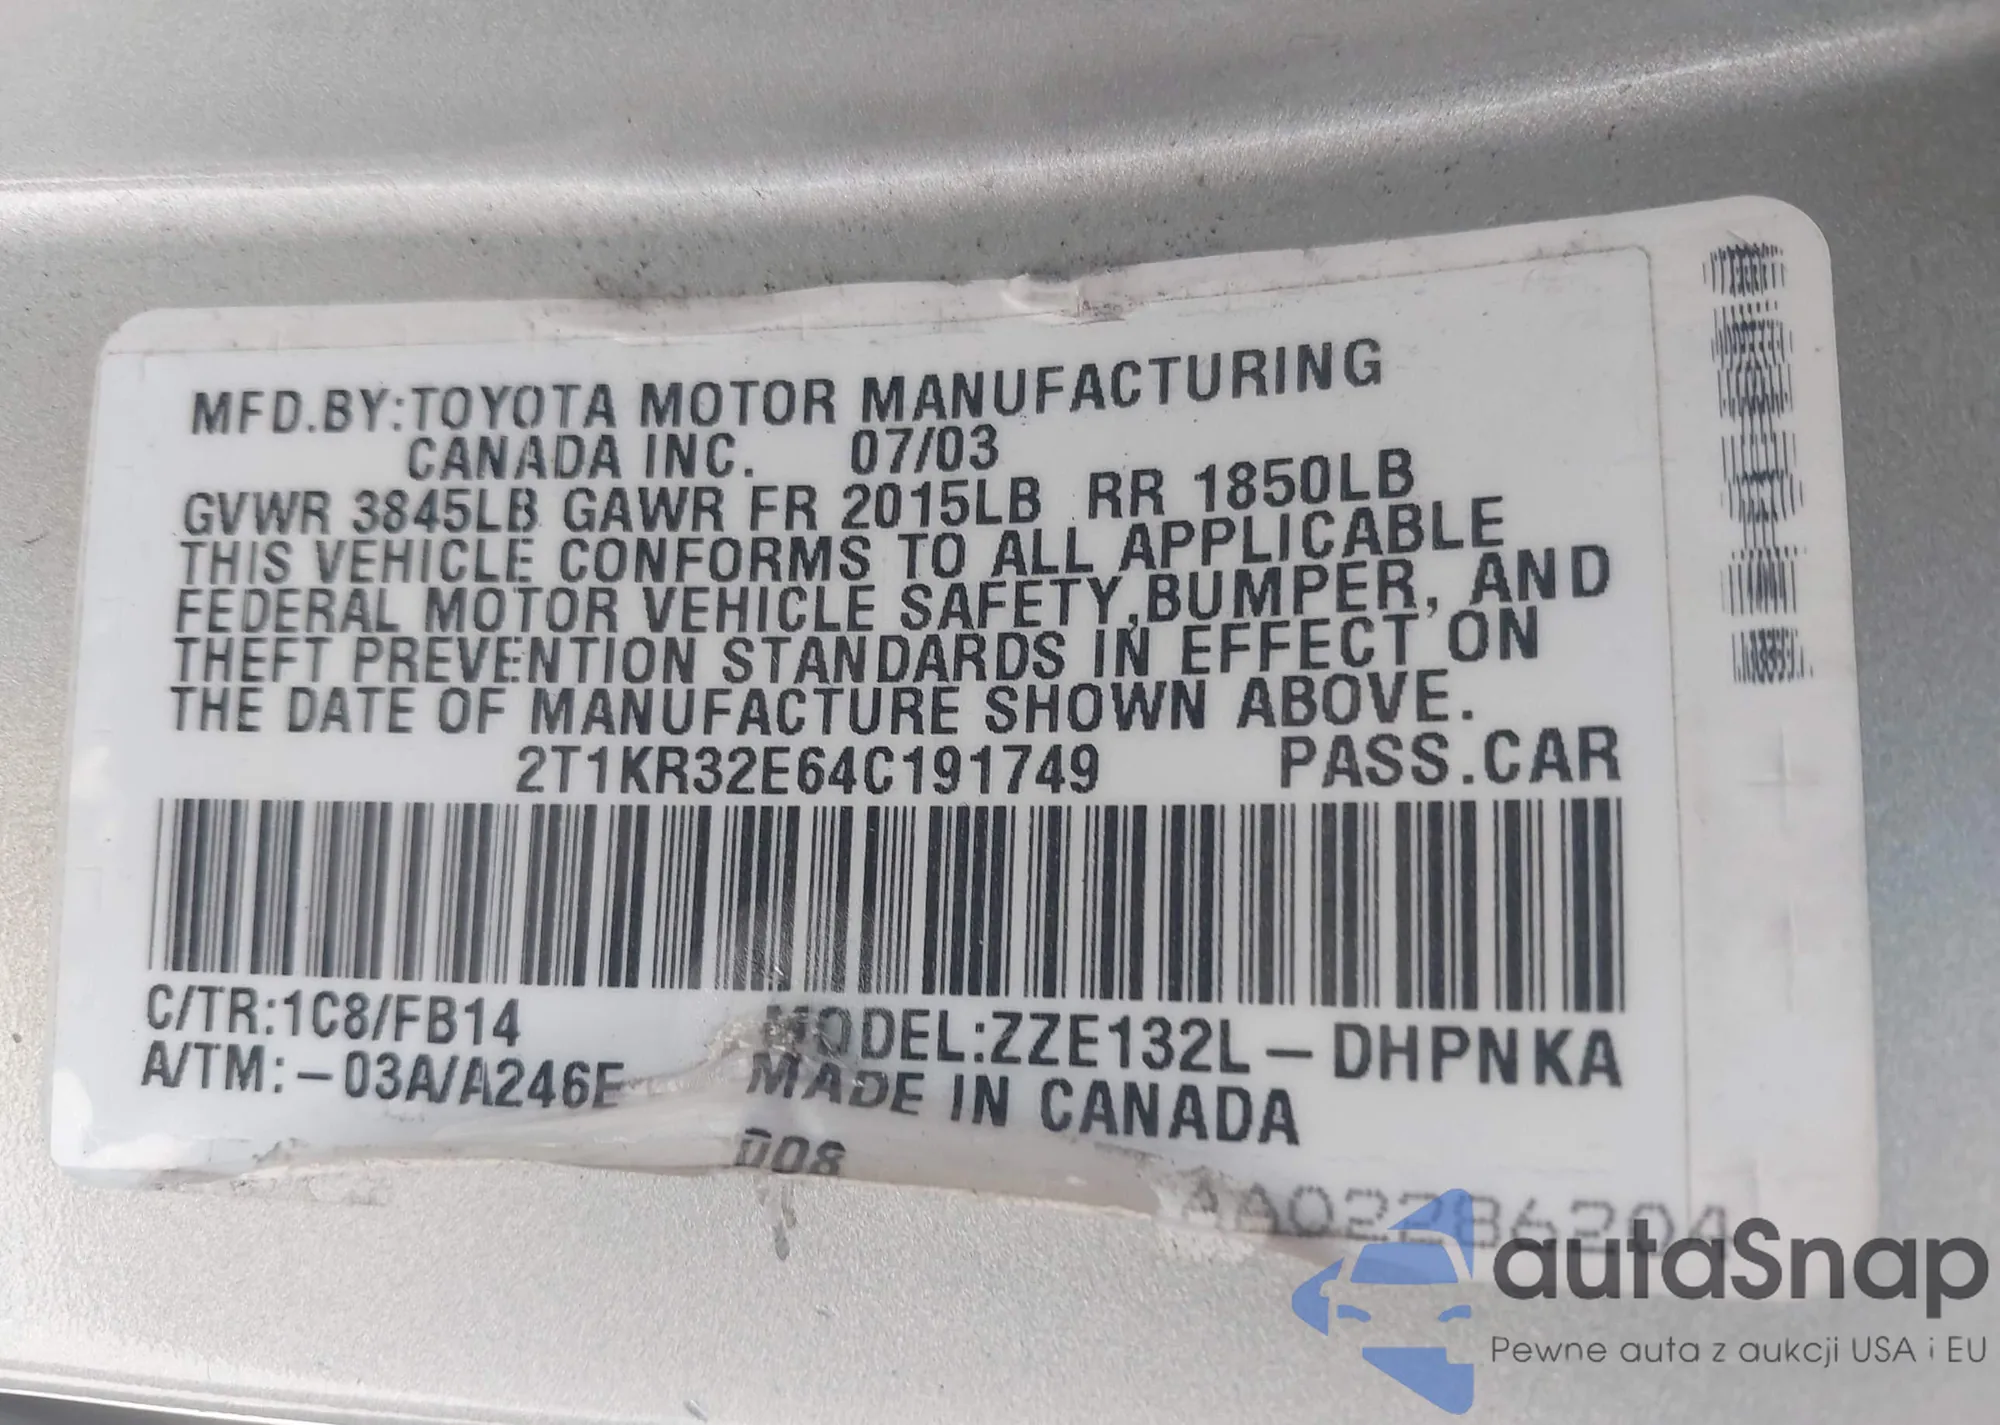 MFD.BY:TOYOTA MOTOR MANUFACTURING
CANADA INC. 07/03
GVWR 3845LB GAWR FR 2015LB RR 1850LB
THIS VEHICLE CONFORMS TO ALL APPLICABLE
FEDERAL MOTOR VEHICLE SAFETY,BUMPER, AND
THEFT PREVENTION STANDARDS IN EFFECT ON
THE DATE OF MANUFACTURE SHOWN ABOVE.
2T1KR32E64C191749 PASS.CAR
C/TR:1C8/FB14 MODEL:ZZE132L-DHPNKA
A/TM:-03A/A246E MADE IN CANADA
008
AA02286204
autaSnap
Pewne auta z aukcji USA i EU